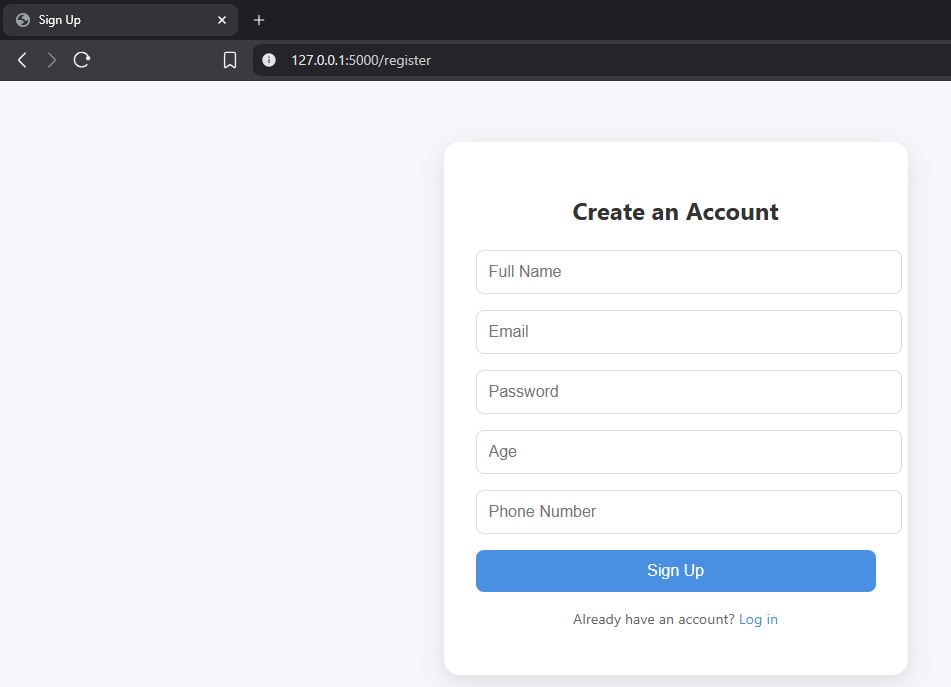 Sign Up
127.0.0.1:5000/register
Create an Account
Full Name
Email
Password
Age
Phone Number
Sign Up
Already have an account? Log in